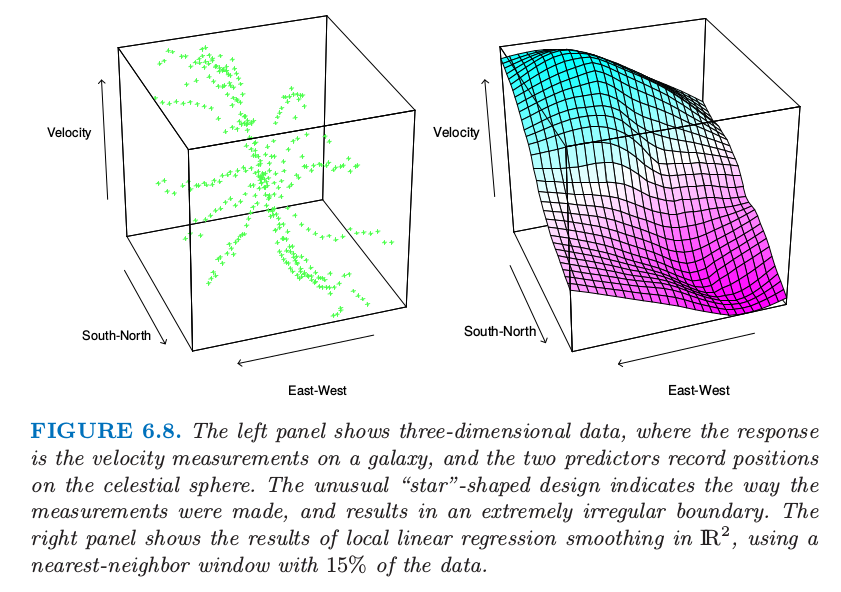 Velocity
South-North
East-West
Velocity
South-North
East-West
FIGURE 6.8. The left panel shows three-dimensional data, where the response
is the velocity measurements on a galaxy, and the two predictors record positions
on the celestial sphere. The unusual “star”-shaped design indicates the way the
measurements were made, and results in an extremely irregular boundary. The
right panel shows the results of local linear regression smoothing in ℝ², using a
nearest-neighbor window with 15% of the data.